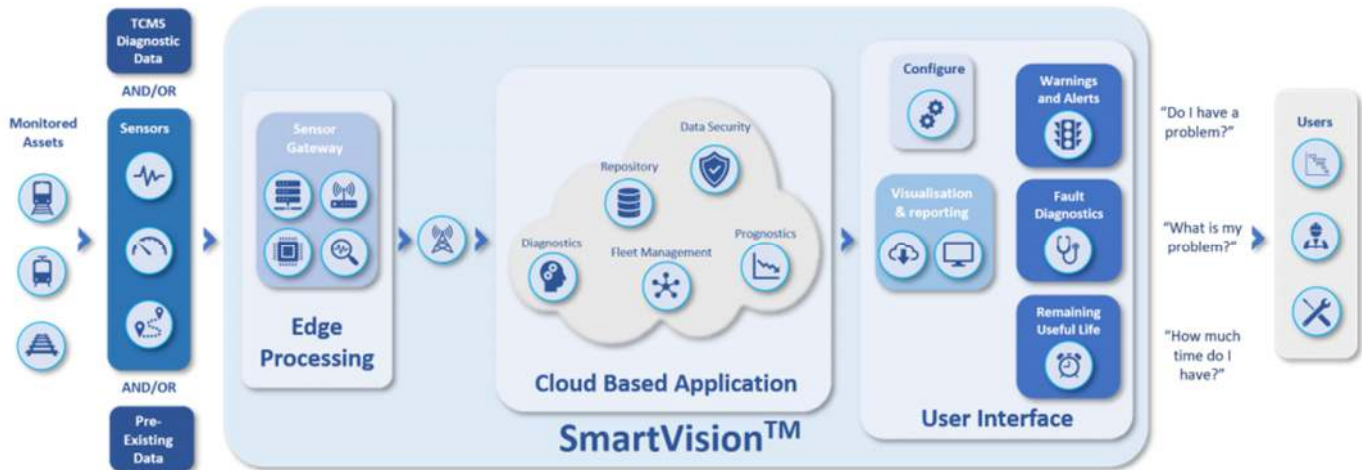 TCMS
Diagnostic
Data
AND/OR
Monitored
Assets
Sensors
AND/OR
Pre-
Existing
Data
Sensor
Gateway
Edge
Processing
Data Security
Repository
Diagnostics
Fleet Management
Prognostics
Cloud Based Application
Configure
Visualisation
& reporting
Warnings
and Alerts
Fault
Diagnostics
Remaining
Useful Life
User Interface
SmartVision™
“Do I have a
problem?”
“What is my
problem?”
“How much
time do I
have?”
Users